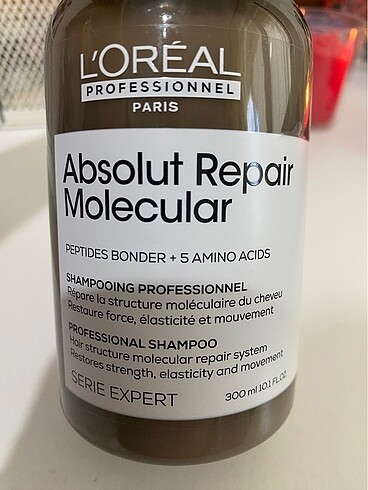 L'ORÉAL
PROFESSIONNEL
PARIS
Absolut Repair
Molecular
PEPTIDES BONDER + 5 AMINO ACIDS
SHAMPOOING PROFESSIONNEL
Répare la structure moléculaire du cheveu
Restaure force, élasticité et mouvement
PROFESSIONAL SHAMPOO
Hair structure molecular repair system
Restores strength, elasticity and movement
SERIE EXPERT
300 ml 10.1 FL.OZ